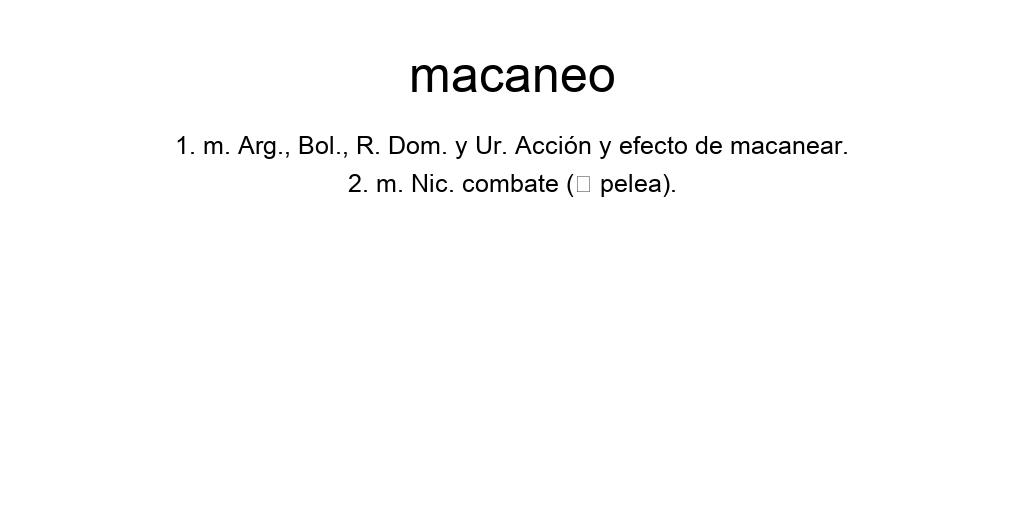 macaneo
1. m. Arg., Bol., R. Dom. y Ur. Acción y efecto de macanear.
2. m. Nic. combate (□ pelea).